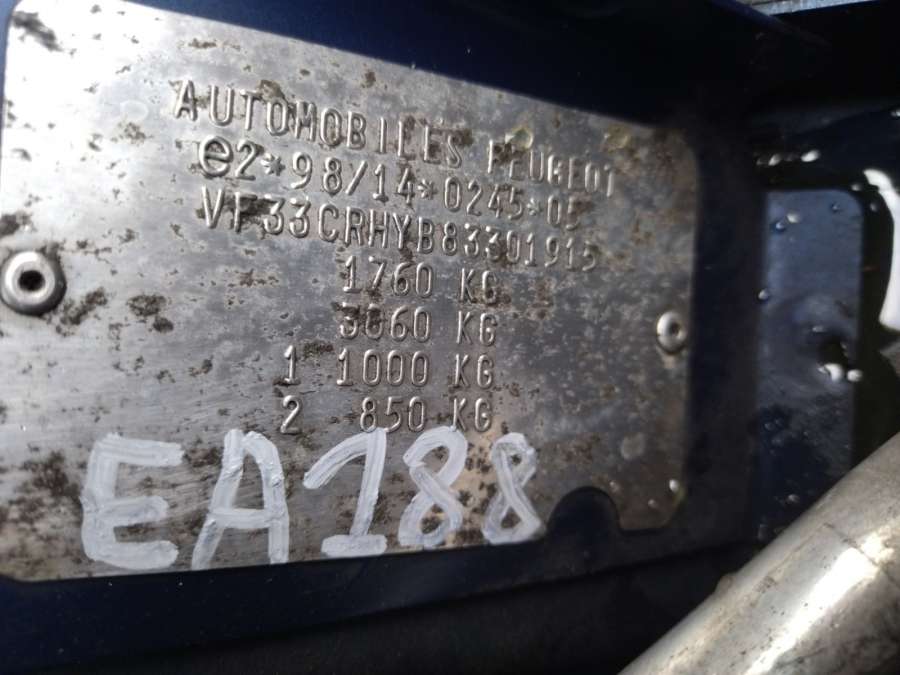 AUTOMOBILES PEUGEOT
e2*98/14*0245*05
VF33CRHYB83301915
1760 KG
3060 KG
1 1000 KG
2 850 KG
EA188